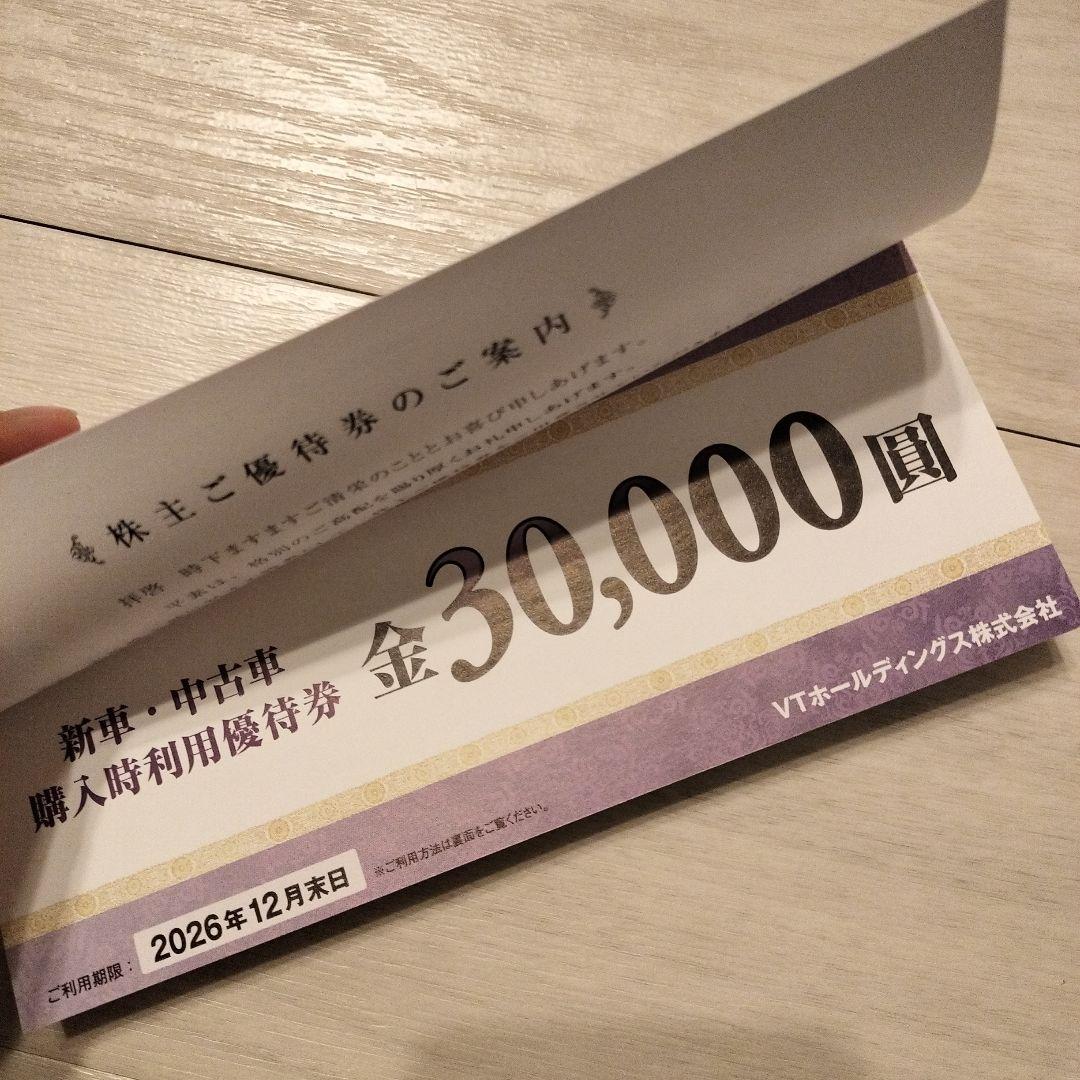 株主ご優待券のご案内
拝啓 時下ますますご清栄のこととお喜び申しあげます。
新車・中古車
購入時利用優待券
金30,000圓
VTホールディングス株式会社
※ご利用方法は裏面をご覧ください。
ご利用期限：2026年12月末日